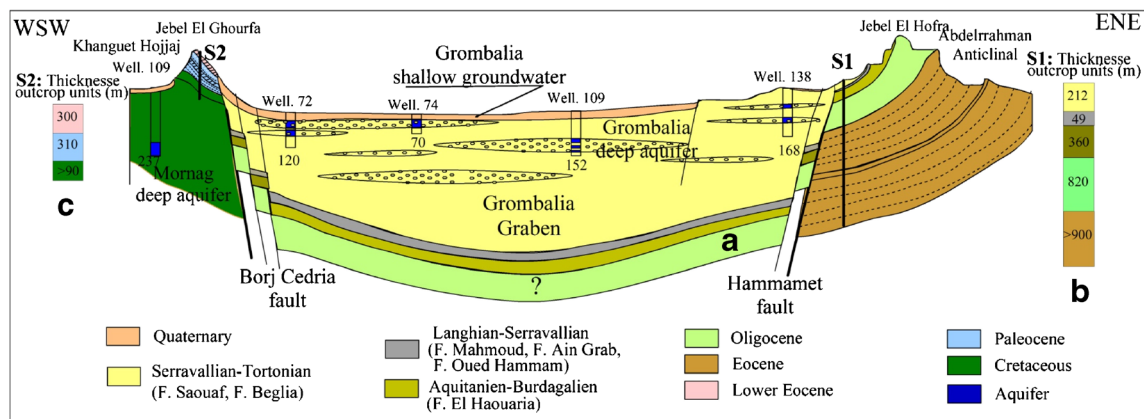 WSW
ENE
Jebel El Ghourfa
Khanguet Hojjaj
S2
Well. 109
S2: Thicknesse
outcrop units (m)
300
310
>90
c
237
Mornag
deep aquifer
Well. 72
120
Grombalia
shallow groundwater
Well. 74
70
Well. 109
152
Grombalia
deep aquifer
Well. 138
168
Grombalia
Graben
a
?
Borj Cedria
fault
Hammamet
fault
Jebel El Hofra
S1
Abdelrrahman
Anticlinal
S1: Thicknesse
outcrop units (m)
212
49
360
820
>900
b
Quaternary
Serravallian-Tortonian
(F. Saouaf, F. Beglia)
Langhian-Serravallian
(F. Mahmoud, F. Ain Grab,
F. Oued Hammam)
Aquitanien-Burdagalien
(F. El Haouaria)
Oligocene
Eocene
Lower Eocene
Paleocene
Cretaceous
Aquifer